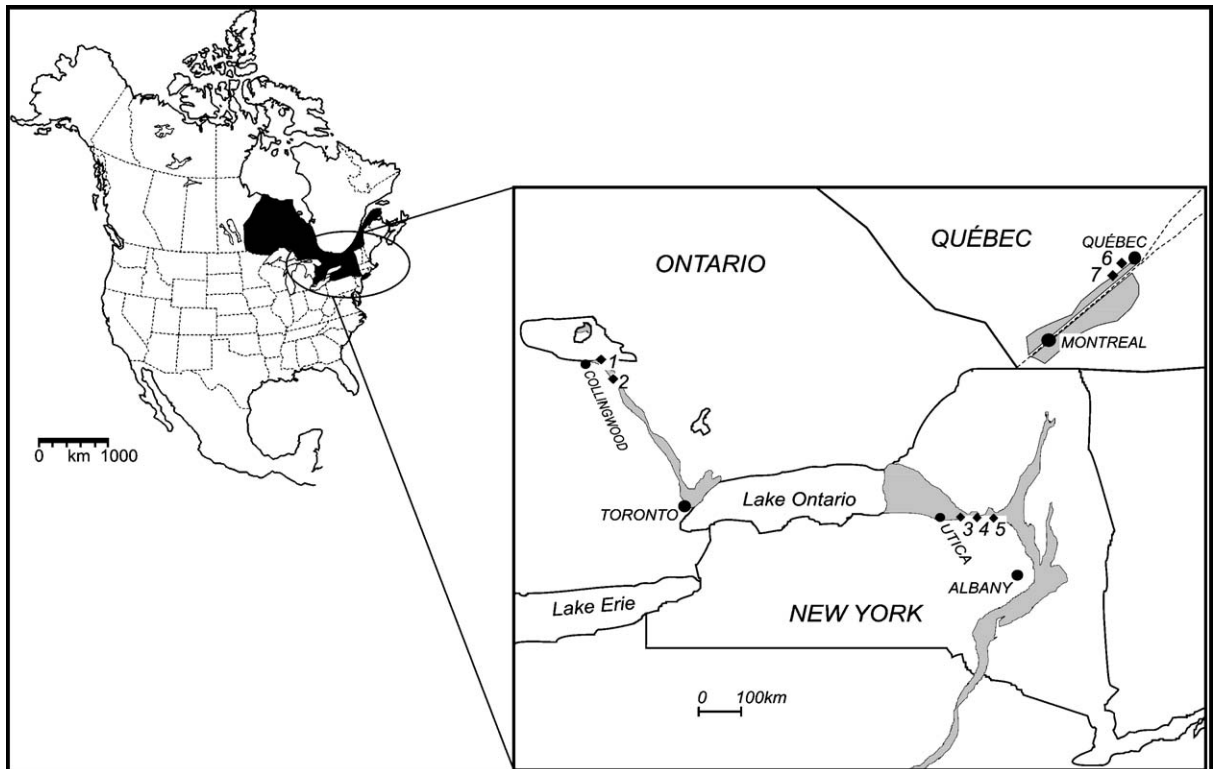 0 km 1000
ONTARIO
QUÉBEC
QUÉBEC
6
7
MONTREAL
1
COLLINGWOOD
2
TORONTO
Lake Ontario
UTICA
3 4 5
ALBANY
Lake Erie
NEW YORK
0 100km